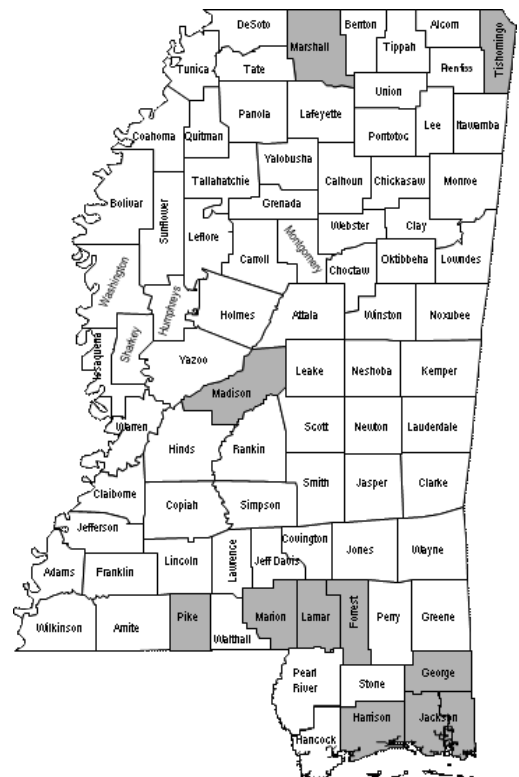 DeSoto
Marshall
Benton
Alcorn
Tippah
Tishomingo
Tunica
Tate
Prentiss
Union
Panola
Lafeyette
Lee
Itawamba
Coahoma
Quitman
Pontotoc
Yalobusha
Tallahatchie
Calhoun
Chickasaw
Monroe
Bolivar
Sunflower
Grenada
Leflore
Webster
Clay
Montgomery
Carroll
Choctaw
Oktibbeha
Lowndes
Washington
Humphreys
Holmes
Attala
Winston
Noxubee
Issaquena
Sharkey
Yazoo
Madison
Leake
Neshoba
Kemper
Warren
Scott
Newton
Lauderdale
Hinds
Rankin
Smith
Jasper
Clarke
Claiborne
Copiah
Simpson
Jefferson
Covington
Lincoln
Lawrence
Jeff Davis
Jones
Wayne
Adams
Franklin
Wilkinson
Amite
Pike
Walthall
Marion
Lamar
Forrest
Perry
Greene
Pearl
River
Stone
George
Harrison
Jackson
Hancock